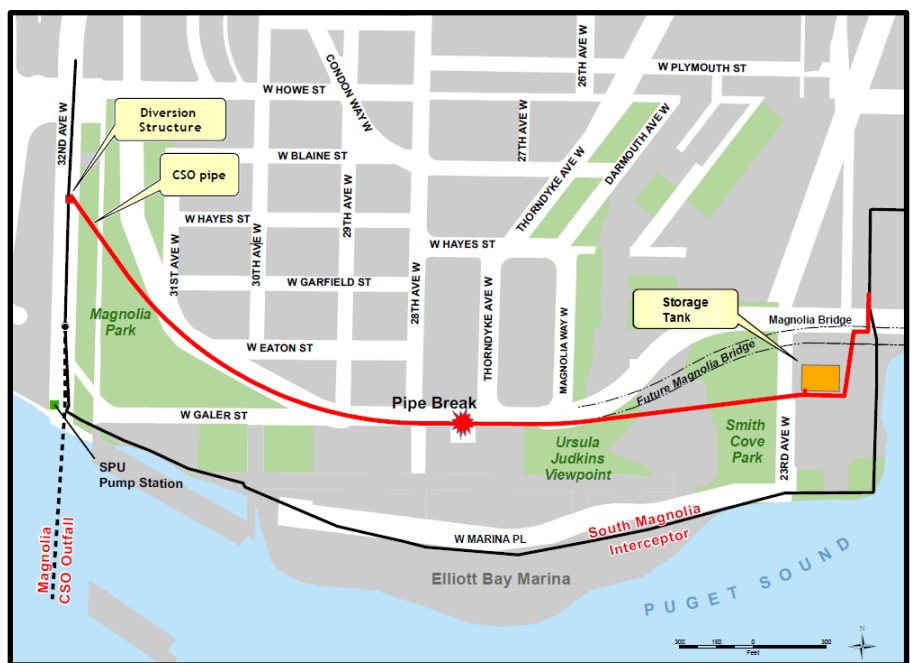 W PLYMOUTH ST
26TH AVE W
CONDON WAY W
W HOWE ST
Diversion
Structure
32ND AVE W
27TH AVE W
DARMOUTH AVE W
THORNDYKE AVE W
W BLAINE ST
CSO pipe
29TH AVE W
W HAYES ST
W HAYES ST
31ST AVE W
30TH AVE W
28TH AVE W
W GARFIELD ST
THORNDYKE AVE W
MAGNOLIA WAY W
Storage
Tank
Magnolia
Park
Magnolia Bridge
W EATON ST
Future Magnolia Bridge
Pipe Break
W GALER ST
Ursula
Judkins
Viewpoint
Smith
Cove
Park
23RD AVE W
SPU
Pump Station
South Magnolia
Interceptor
W MARINA PL
Magnolia
CSO Outfall
Elliott Bay Marina
PUGET SOUND
N
300 150 0 300
Feet